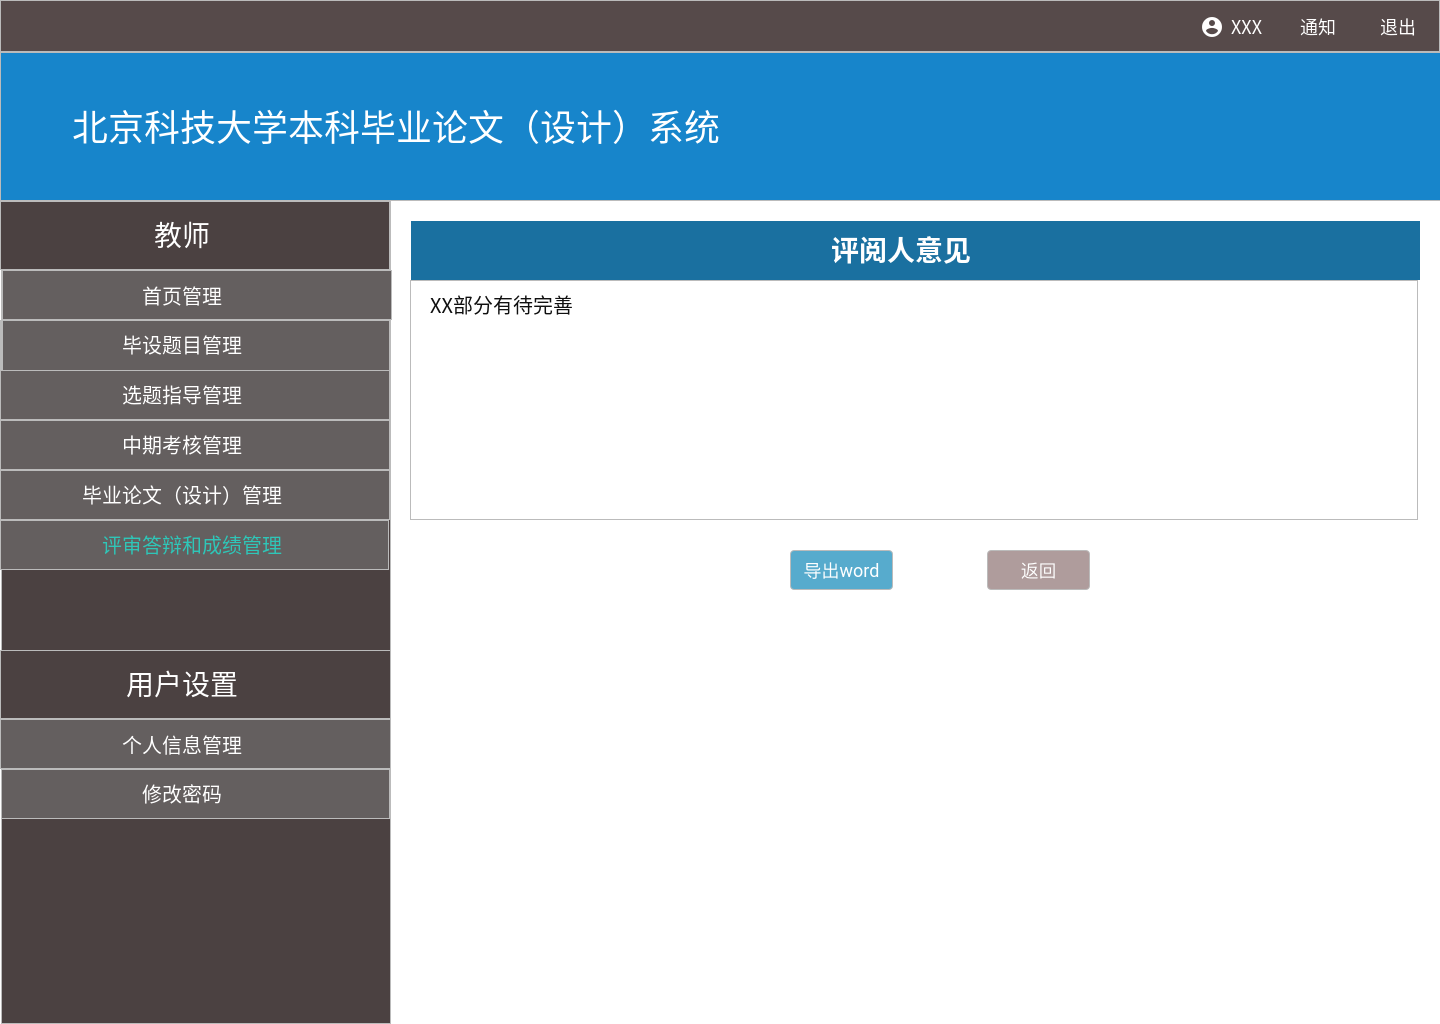 XXX 通知 退出
北京科技大学本科毕业论文（设计）系统
教师
首页管理
毕设题目管理
选题指导管理
中期考核管理
毕业论文（设计）管理
评审答辩和成绩管理
用户设置
个人信息管理
修改密码
评阅人意见
XX部分有待完善
导出word 返回